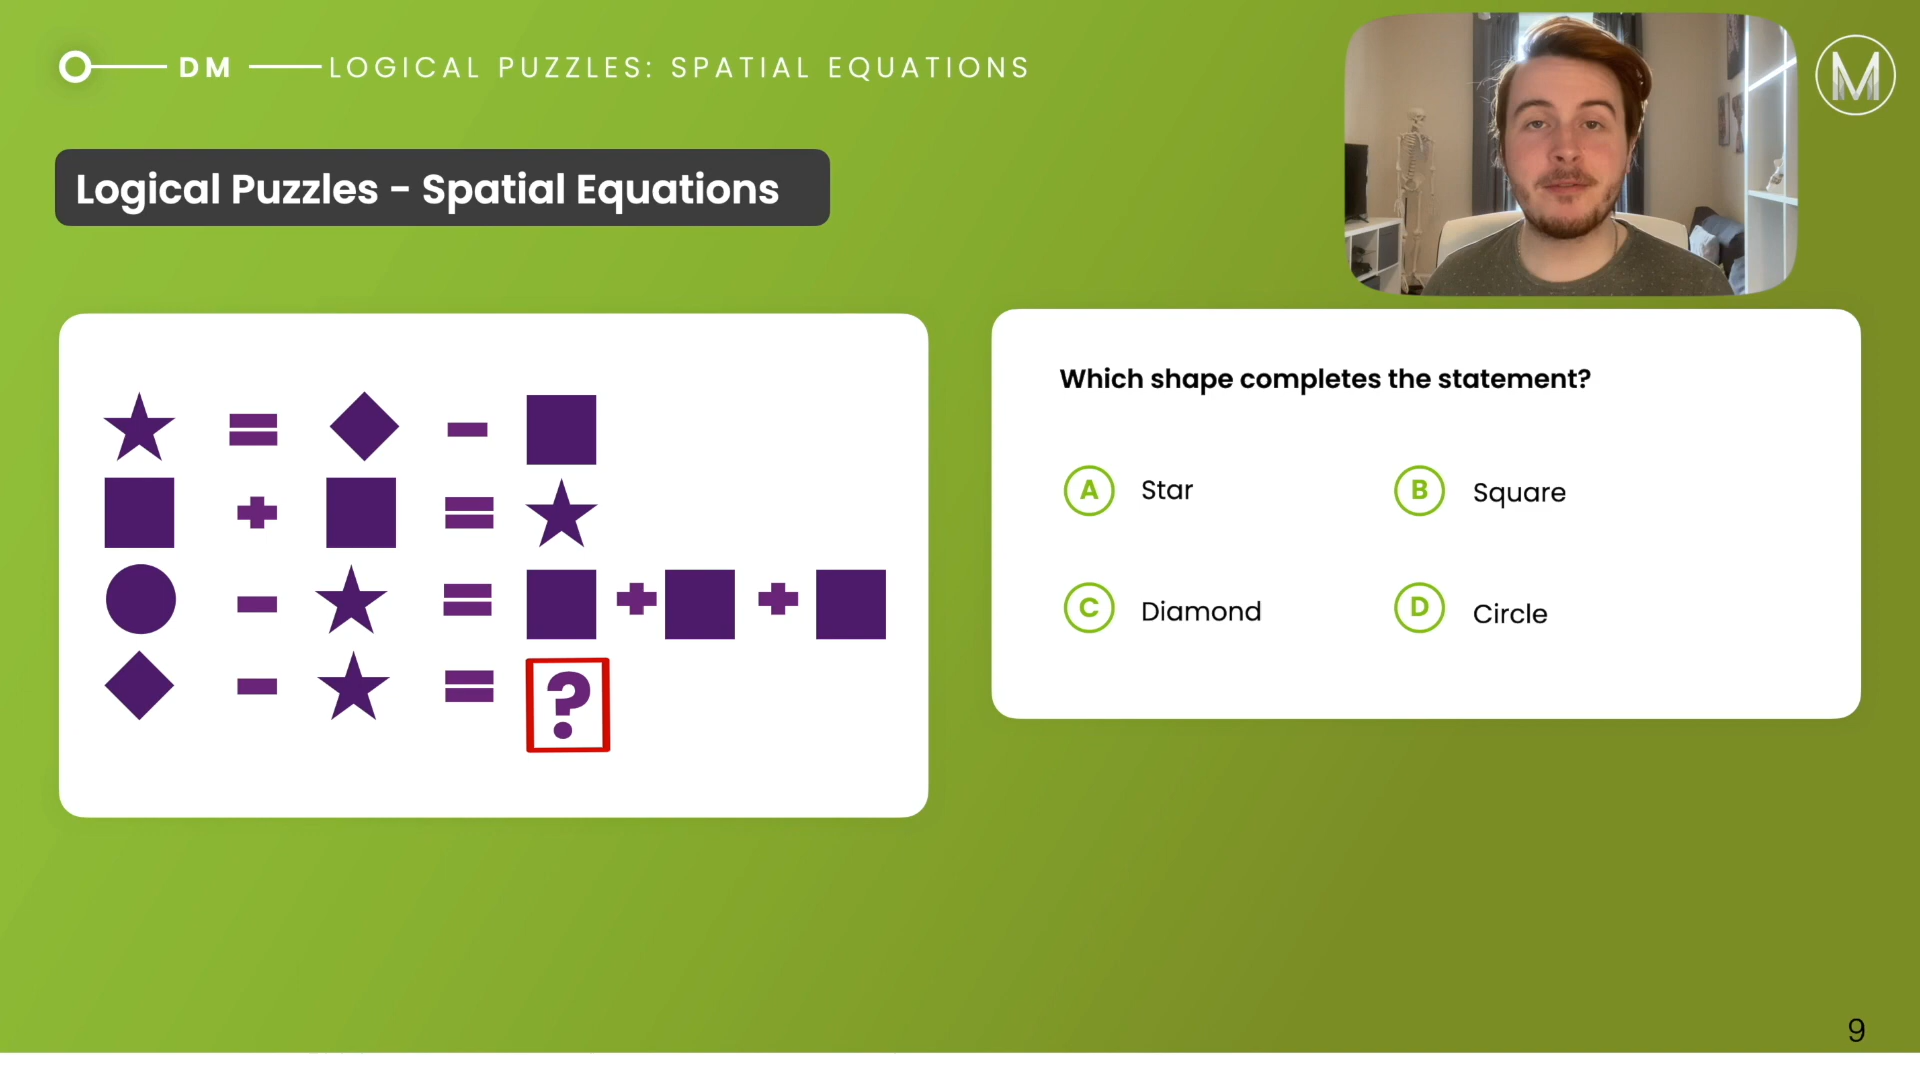 DM
LOGICAL PUZZLES: SPATIAL EQUATIONS
M
Logical Puzzles - Spatial Equations
= -
+ =
- = + +
- = ?
Which shape completes the statement?
A Star
B Square
C Diamond
D Circle
9